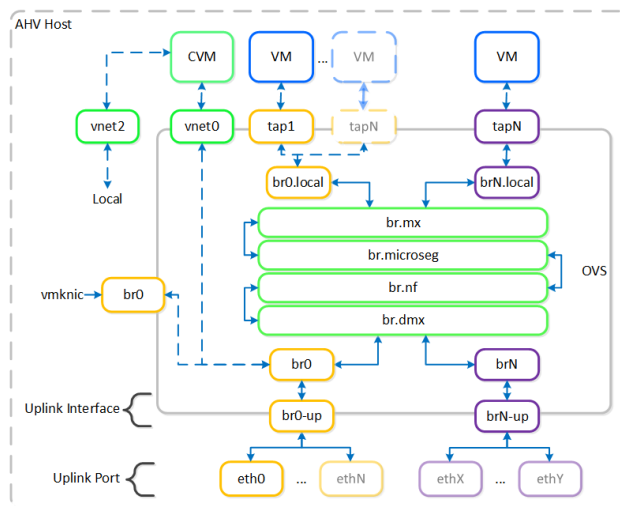 AHV Host
CVM
VM
...
VM
VM
vnet2
vnet0
tap1
tapN
tapN
Local
br0.local
brN.local
br.mx
br.microseg
OVS
br.nf
vmknic
br0
br.dmx
br0
brN
Uplink Interface
br0-up
brN-up
Uplink Port
eth0
...
ethN
ethX
...
ethY